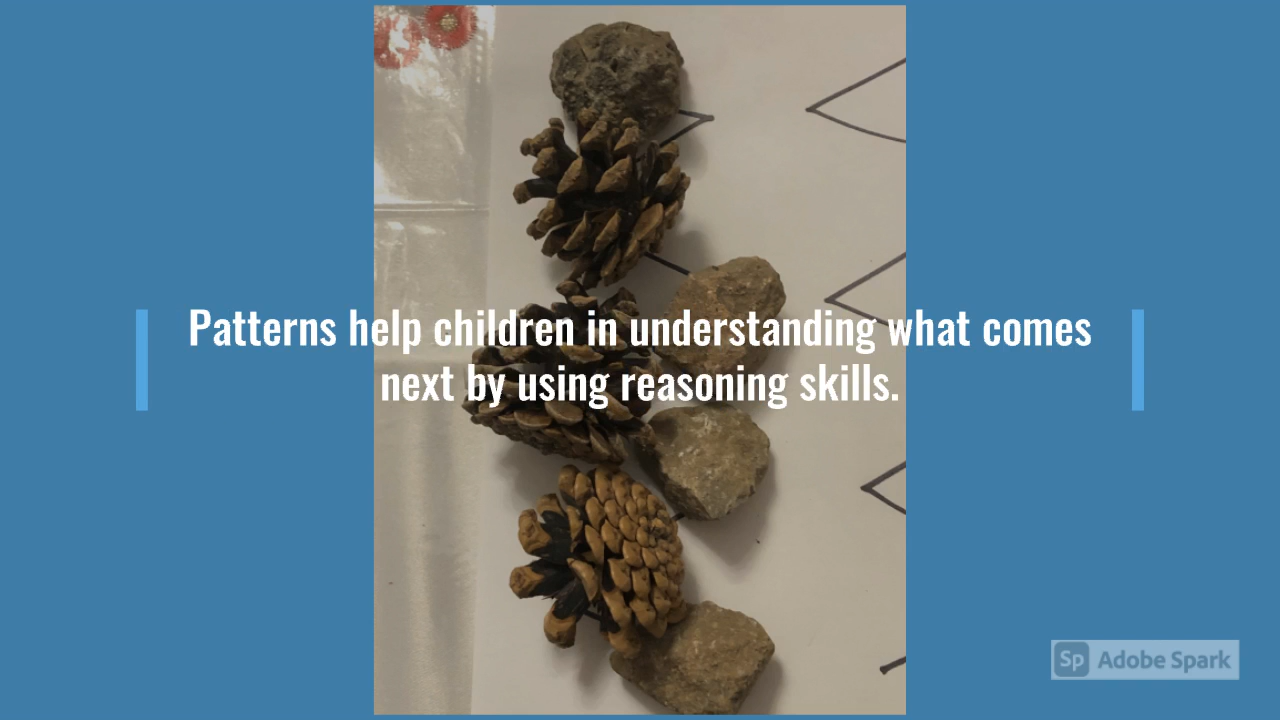 Patterns help children in understanding what comes
next by using reasoning skills.
Sp Adobe Spark